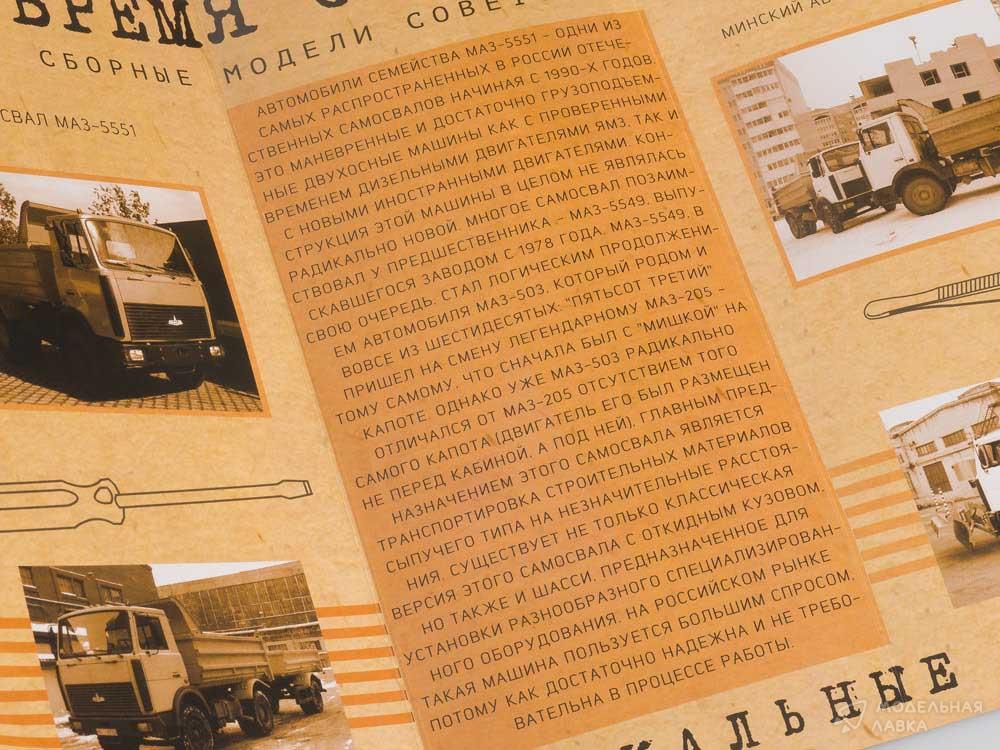 ВРЕМЯ
СБОРНЫЕ МОДЕЛИ
СВАЛ МАЗ-5551
МИНСКИЙ
АВТОМОБИЛИ СЕМЕЙСТВА МАЗ-5551 - ОДНИ ИЗ
САМЫХ РАСПРОСТРАНЕННЫХ В РОССИИ ОТЕЧЕ-
СТВЕННЫХ САМОСВАЛОВ НАЧИНАЯ С 1990-Х ГОДОВ.
ЭТО МАНЕВРЕННЫЕ И ДОСТАТОЧНО ГРУЗОПОДЪЕМ-
НЫЕ ДВУХОСНЫЕ МАШИНЫ КАК С ПРОВЕРЕННЫМИ
ВРЕМЕНЕМ ДИЗЕЛЬНЫМИ ДВИГАТЕЛЯМИ ЯМЗ, ТАК И
С НОВЫМИ ИНОСТРАННЫМИ ДВИГАТЕЛЯМИ. КОН-
СТРУКЦИЯ ЭТОЙ МАШИНЫ В ЦЕЛОМ НЕ ЯВЛЯЛАСЬ
РАДИКАЛЬНО НОВОЙ. МНОГОЕ САМОСВАЛ ПОЗАИМ-
СТВОВАЛ У ПРЕДШЕСТВЕННИКА - МАЗ-5549, ВЫПУ-
СКАВШЕГОСЯ ЗАВОДОМ С 1978 ГОДА. МАЗ-5549, В
СВОЮ ОЧЕРЕДЬ, СТАЛ ЛОГИЧЕСКИМ ПРОДОЛЖЕНИ-
ЕМ АВТОМОБИЛЯ МАЗ-503, КОТОРЫЙ РОДОМ И
ВОВСЕ ИЗ ШЕСТИДЕСЯТЫХ: "ПЯТЬСОТ ТРЕТИЙ"
ПРИШЕЛ НА СМЕНУ ЛЕГЕНДАРНОМУ МАЗ-205 -
ТОМУ САМОМУ, ЧТО СНАЧАЛА БЫЛ С "МИШКОЙ" НА
КАПОТЕ. ОДНАКО УЖЕ МАЗ-503 РАДИКАЛЬНО
ОТЛИЧАЛСЯ ОТ МАЗ-205 ОТСУТСТВИЕМ ТОГО
САМОГО КАПОТА (ДВИГАТЕЛЬ ЕГО БЫЛ РАЗМЕЩЕН
НЕ ПЕРЕД КАБИНОЙ, А ПОД НЕЙ). ГЛАВНЫМ ПРЕД-
НАЗНАЧЕНИЕМ ЭТОГО САМОСВАЛА ЯВЛЯЕТСЯ
ТРАНСПОРТИРОВКА СТРОИТЕЛЬНЫХ МАТЕРИАЛОВ
СЫПУЧЕГО ТИПА НА НЕЗНАЧИТЕЛЬНЫЕ РАССТОЯ-
НИЯ. СУЩЕСТВУЕТ НЕ ТОЛЬКО КЛАССИЧЕСКАЯ
ВЕРСИЯ ЭТОГО САМОСВАЛА С ОТКИДНЫМ КУЗОВОМ,
НО ТАКЖЕ И ШАССИ, ПРЕДНАЗНАЧЕННОЕ ДЛЯ
УСТАНОВКИ РАЗНООБРАЗНОГО СПЕЦИАЛИЗИРОВАН-
НОГО ОБОРУДОВАНИЯ. НА РОССИЙСКОМ РЫНКЕ
ТАКАЯ МАШИНА ПОЛЬЗУЕТСЯ БОЛЬШИМ СПРОСОМ,
ПОТОМУ КАК ДОСТАТОЧНО НАДЕЖНА И НЕ ТРЕБО-
ВАТЕЛЬНА В ПРОЦЕССЕ РАБОТЫ.
КАЛЬНЫЕ
МОДЕЛЬНАЯ
ЛАВКА